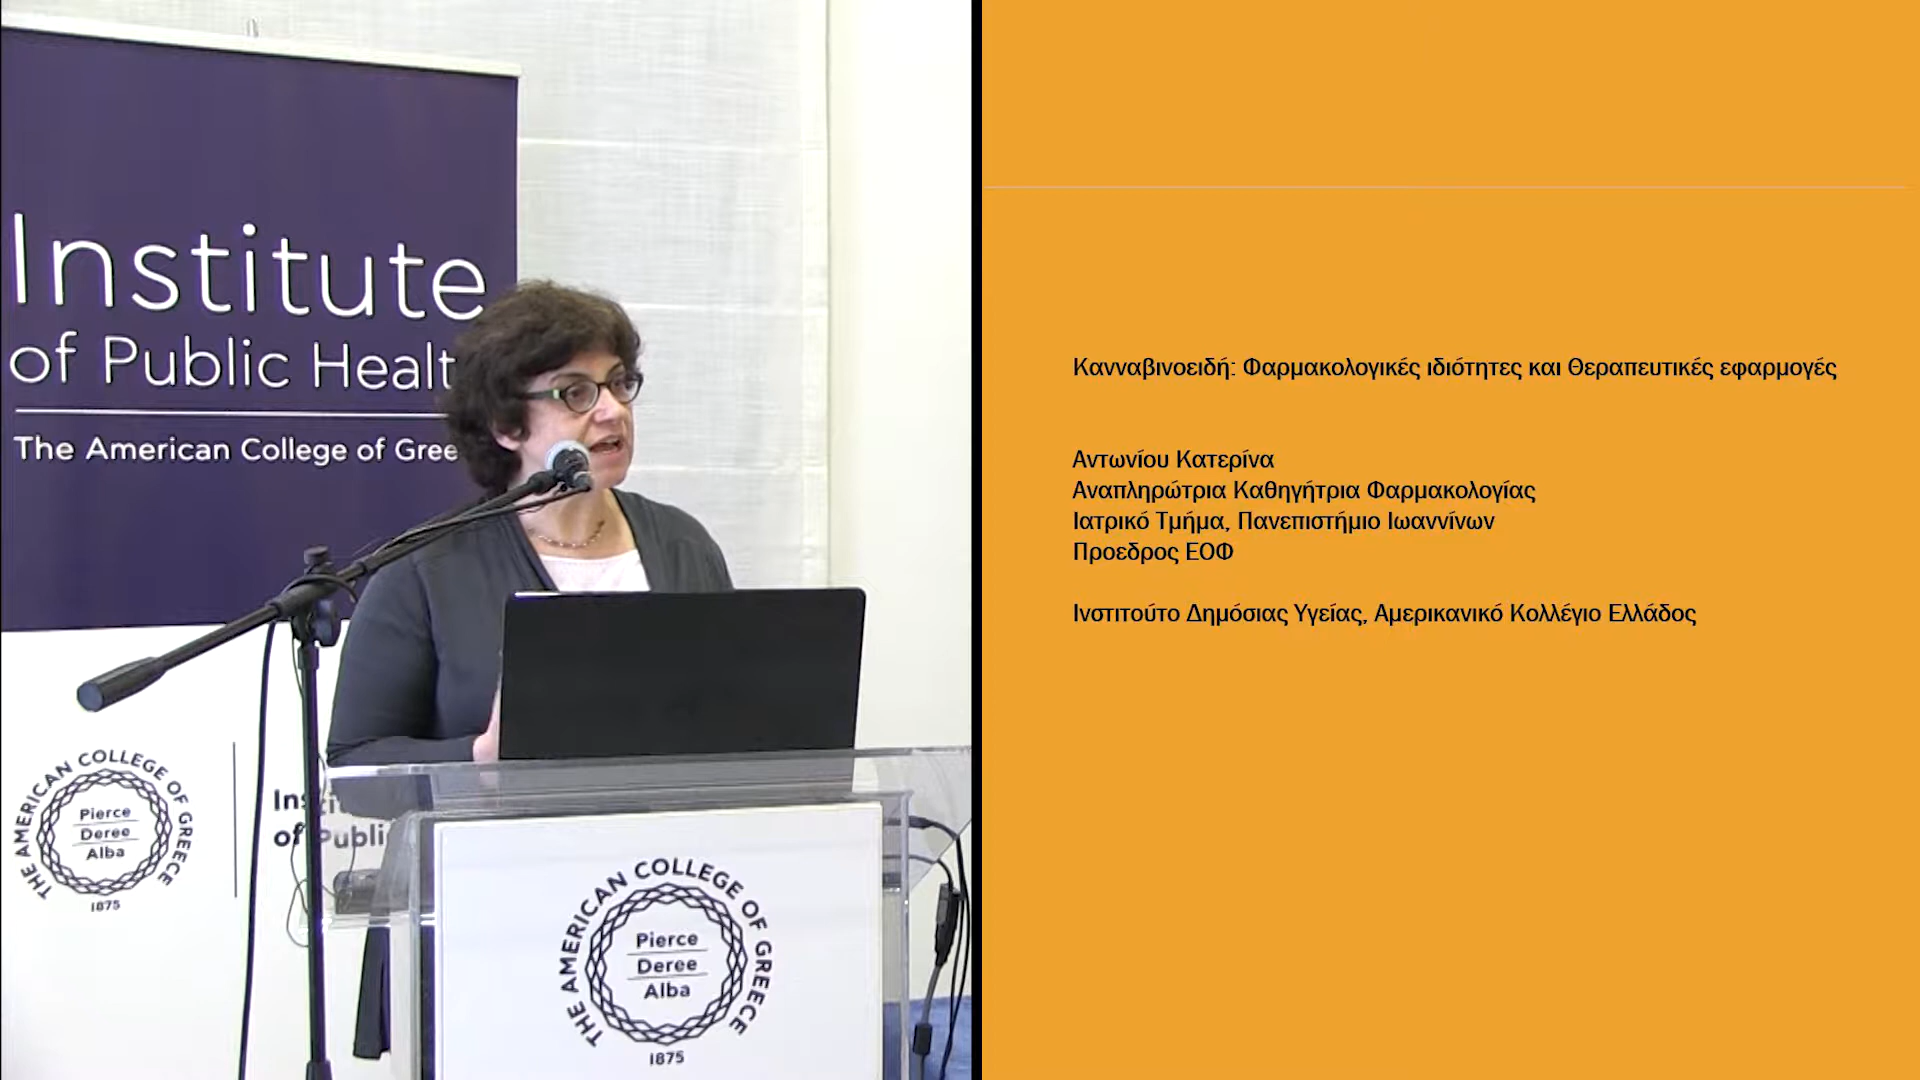 Institute
of Public Healt
The American College of Gree
THE AMERICAN COLLEGE OF GREECE
Pierce
Deree
Alba
1875
of Publi
THE AMERICAN COLLEGE OF GREECE
Pierce
Deree
Alba
1875
Κανναβινοειδή: Φαρμακολογικές ιδιότητες και Θεραπευτικές εφαρμογές
Αντωνίου Κατερίνα
Αναπληρώτρια Καθηγήτρια Φαρμακολογίας
Ιατρικό Τμήμα, Πανεπιστήμιο Ιωαννίνων
Προεδρος ΕΟΦ
Ινστιτούτο Δημόσιας Υγείας, Αμερικανικό Κολλέγιο Ελλάδος